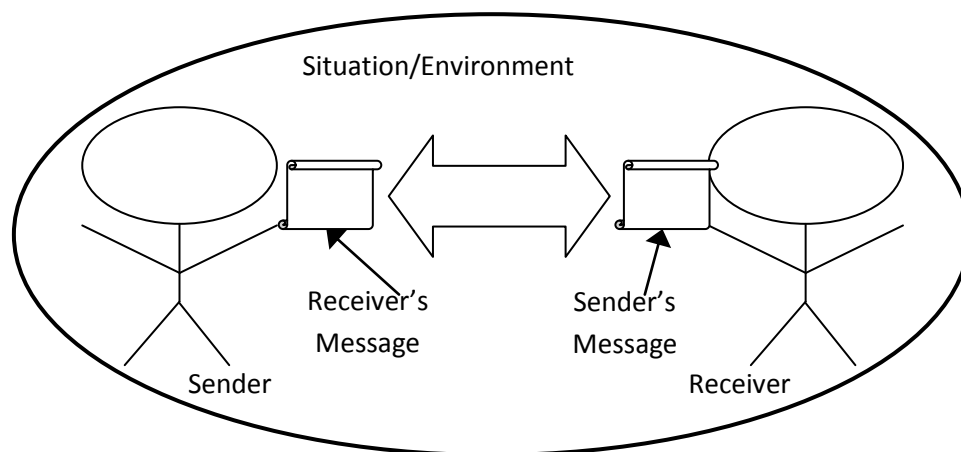 Situation/Environment
Receiver's
Message
Sender's
Message
Sender
Receiver